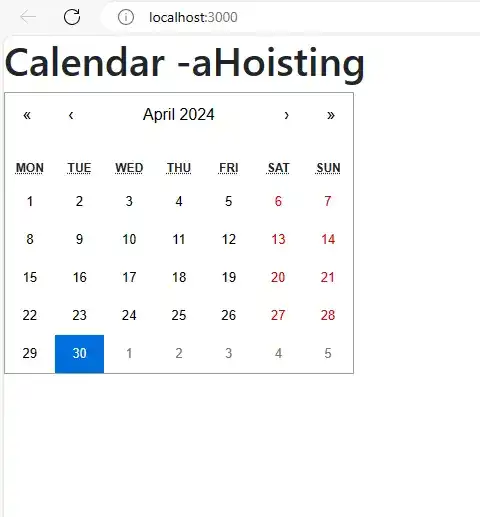 localhost:3000
Calendar -aHoisting
« ‹ April 2024 › »
MON TUE WED THU FRI SAT SUN
1 2 3 4 5 6 7
8 9 10 11 12 13 14
15 16 17 18 19 20 21
22 23 24 25 26 27 28
29 30 1 2 3 4 5